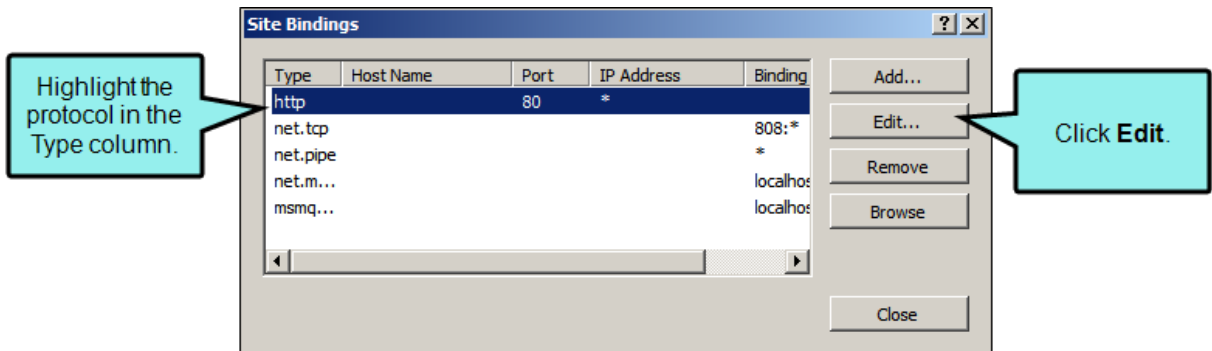 Site Bindings
Highlight the
protocol in the
Type column.
Type Host Name Port IP Address Binding
http 80 *
net.tcp 808:*
net.pipe *
net.m... localhos
msmq... localhos
Add...
Edit...
Remove
Browse
Close
Click Edit.